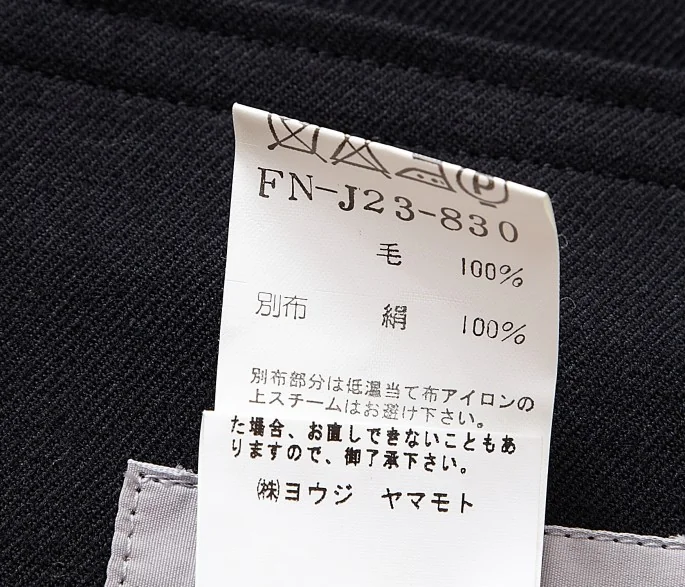 FN-J23-830
毛 100%
別布 絹 100%
別布部分は低温当て布アイロンの
上スチームはお避け下さい。
た場合、お直しできないこともあ
りますので、御了承下さい。
㈱ヨウジ ヤマモト